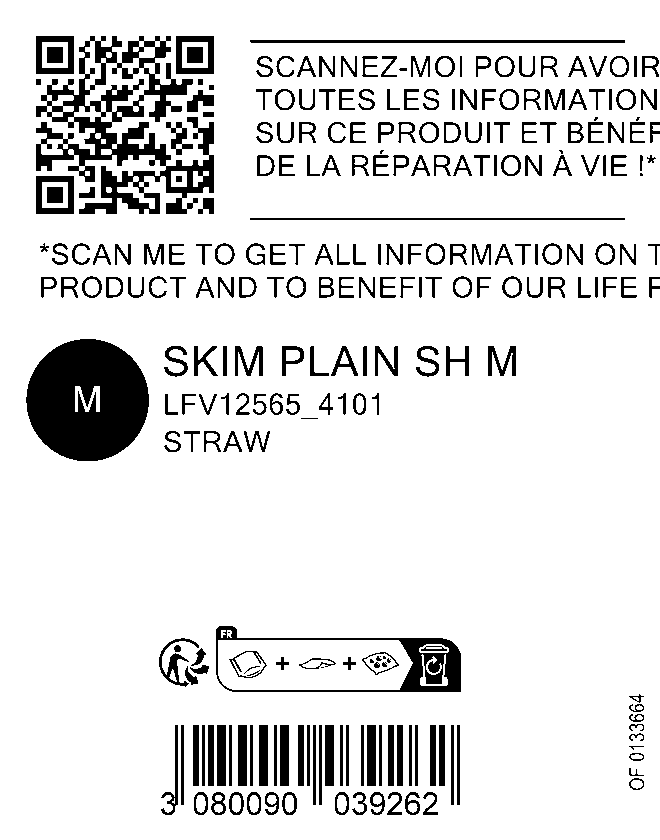 SCANNEZ-MOI POUR AVOIR
TOUTES LES INFORMATION
SUR CE PRODUIT ET BÉNÉF
DE LA RÉPARATION À VIE !*
*SCAN ME TO GET ALL INFORMATION ON T
PRODUCT AND TO BENEFIT OF OUR LIFE
M
SKIM PLAIN SH M
LFV12565_4101
STRAW
FR
3 080090 039262
OF 0133664